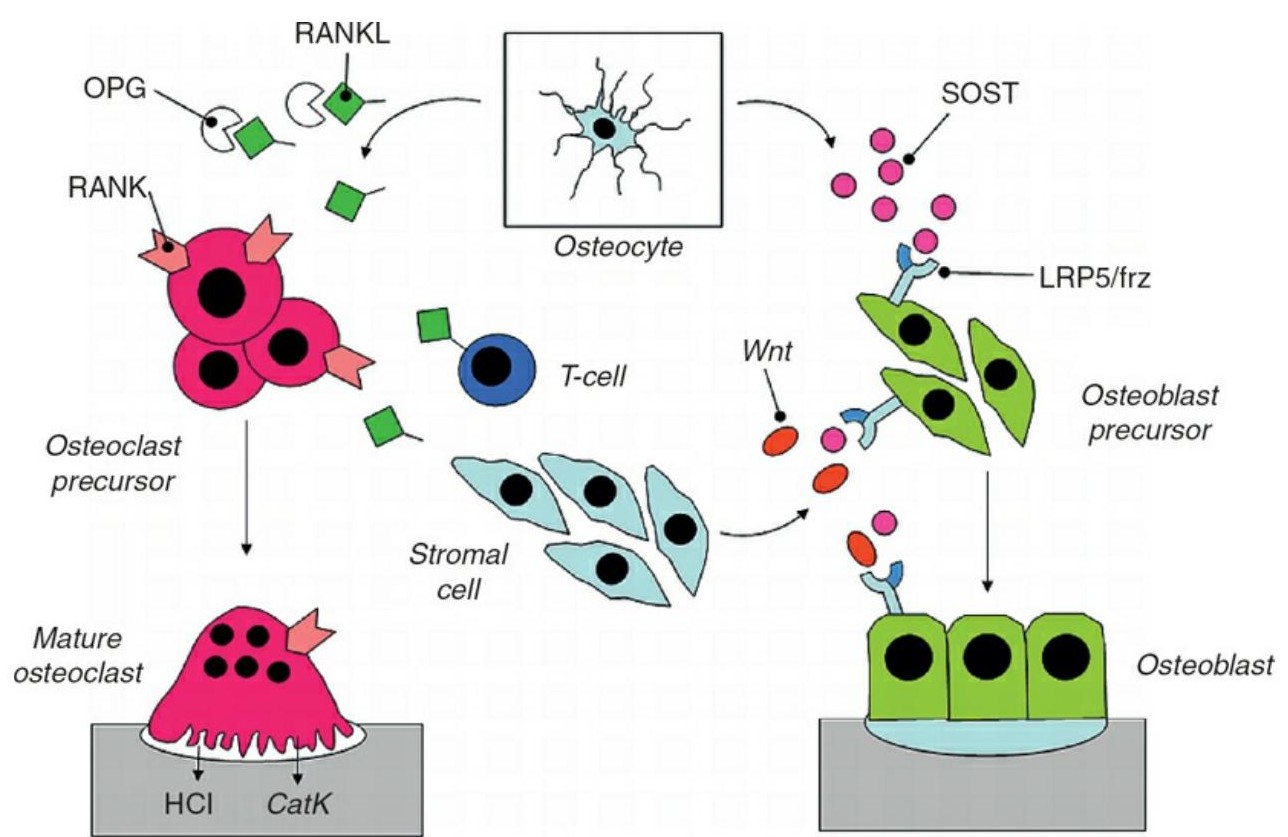 RANKL
OPG
SOST
RANK
Osteocyte
LRP5/frz
Wnt
T-cell
Osteoblast
precursor
Osteoclast
precursor
Stromal
cell
Mature
osteoclast
Osteoblast
HCl
CatK